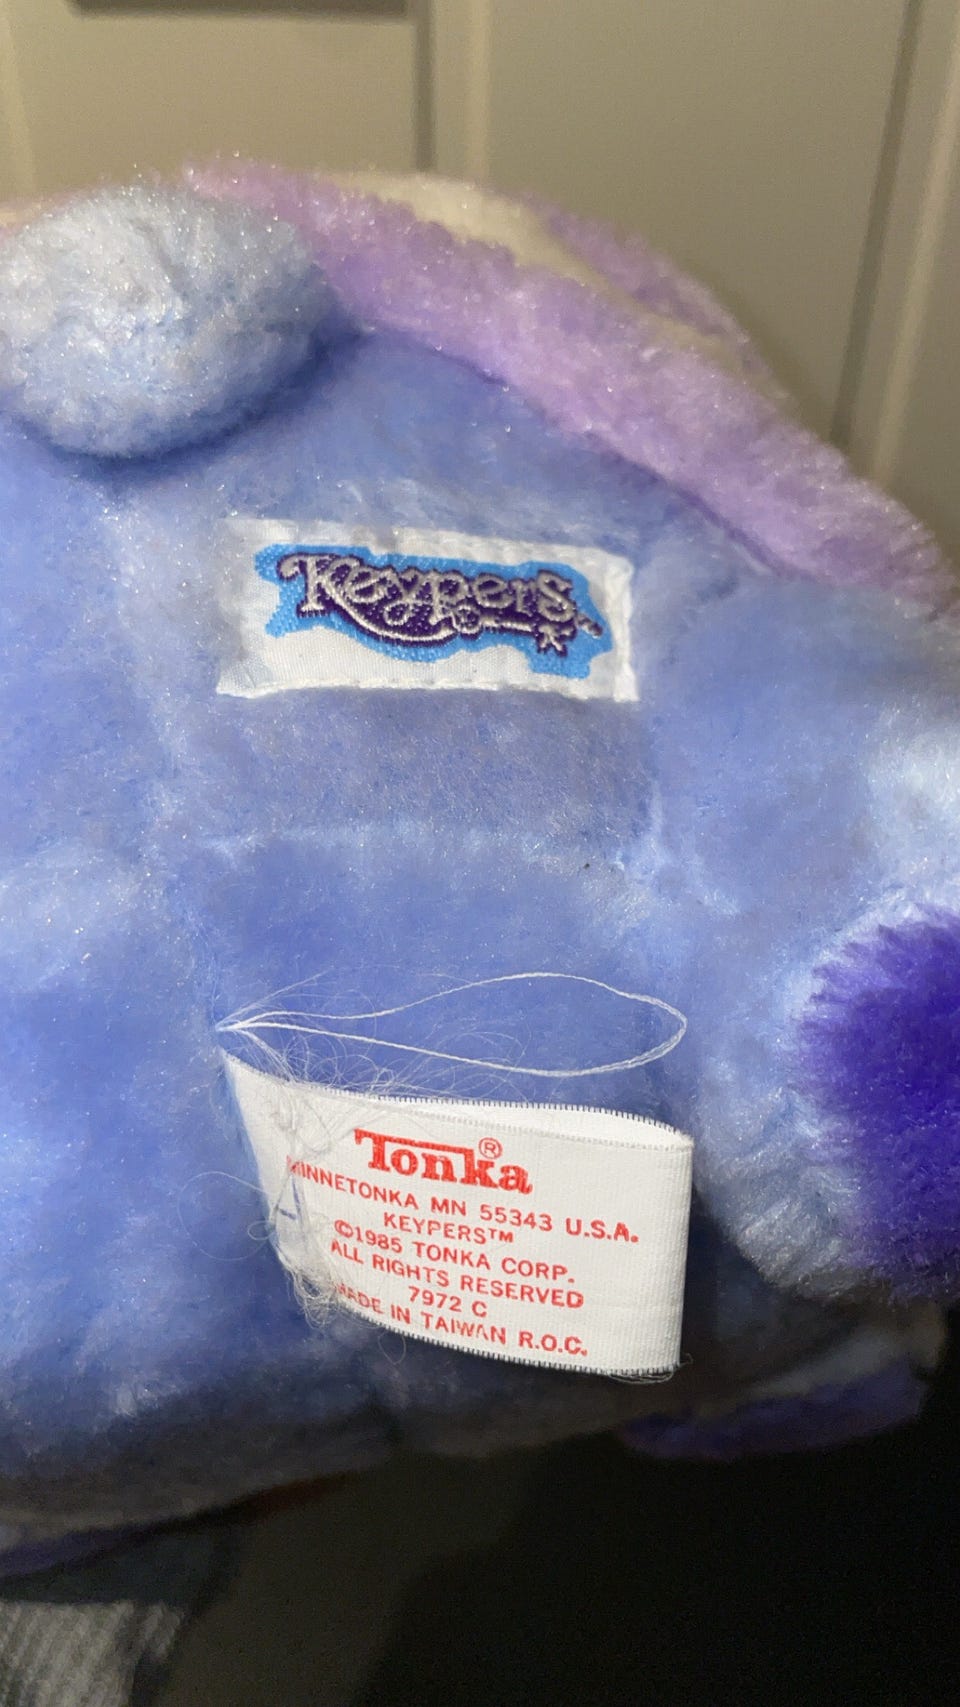 Keypers
Tonka®
MINNETONKA MN 55343 U.S.A.
KEYPERS™
©1985 TONKA CORP.
ALL RIGHTS RESERVED
7972 C
MADE IN TAIWAN R.O.C.